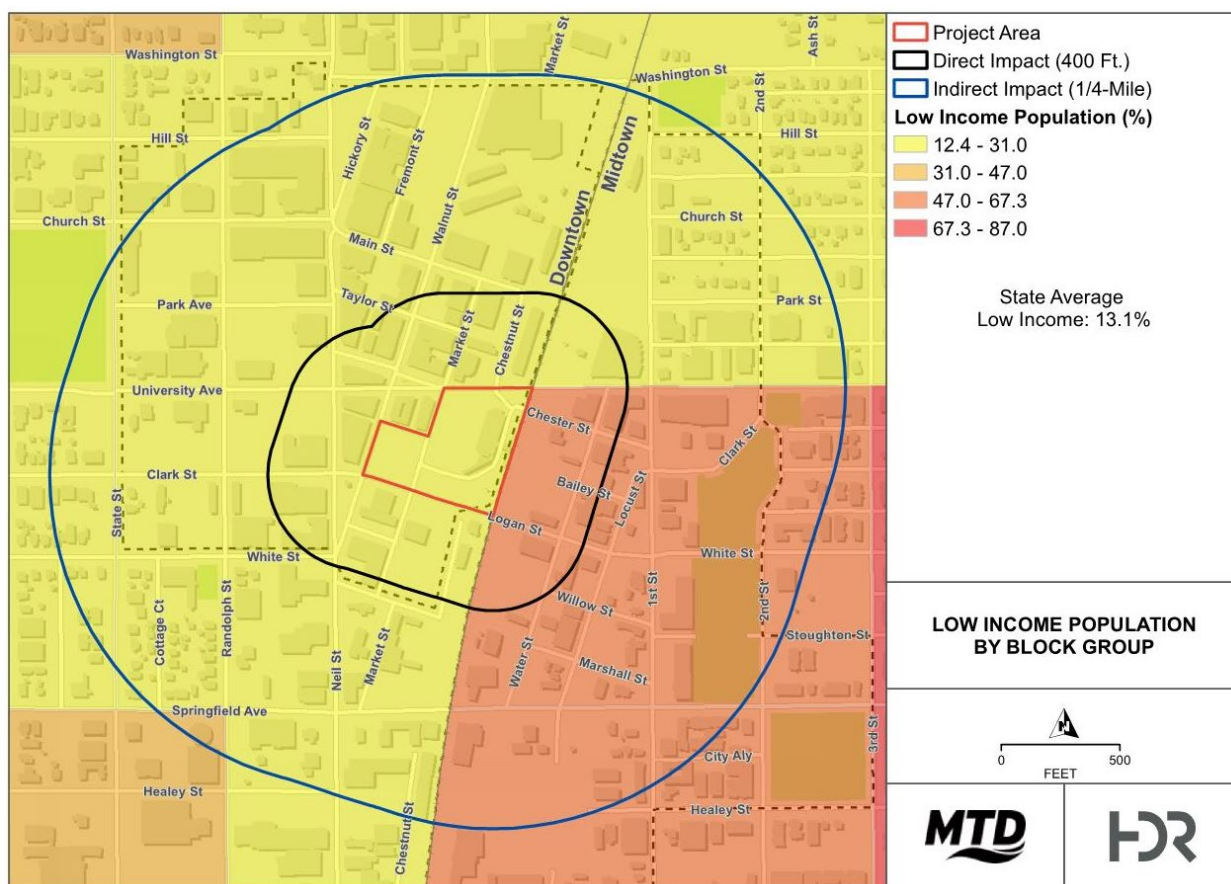 Washington St
Market St
Ash St
Washington St
2nd St
Hill St
Hickory St
Fremont St
Midtown
Hill St
Walnut St
Church St
Main St
Downtown
Church St
Park Ave
Taylor St
Market St
Chestnut St
Park St
University Ave
Chester St
Clark St
Clark St
State St
Bailey St
Locust St
Logan St
White St
White St
Cottage Ct
Randolph St
Neil St
Market St
Willow St
1st St
2nd St
Stoughton St
Water St
Marshall St
Springfield Ave
3rd St
City Aly
Healey St
Chestnut St
Healey St
Project Area
Direct Impact (400 Ft.)
Indirect Impact (1/4-Mile)
Low Income Population (%)
12.4 - 31.0
31.0 - 47.0
47.0 - 67.3
67.3 - 87.0
State Average
Low Income: 13.1%
LOW INCOME POPULATION
BY BLOCK GROUP
N
0 500
FEET
MTD
HDR